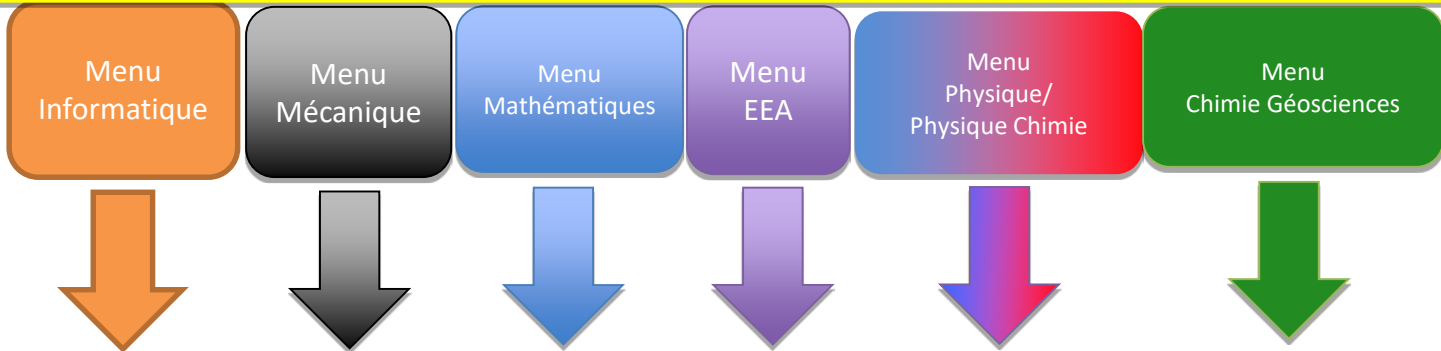 Menu
Informatique
Menu
Mécanique
Menu
Mathématiques
Menu
EEA
Menu
Physique/
Physique Chimie
Menu
Chimie Géosciences